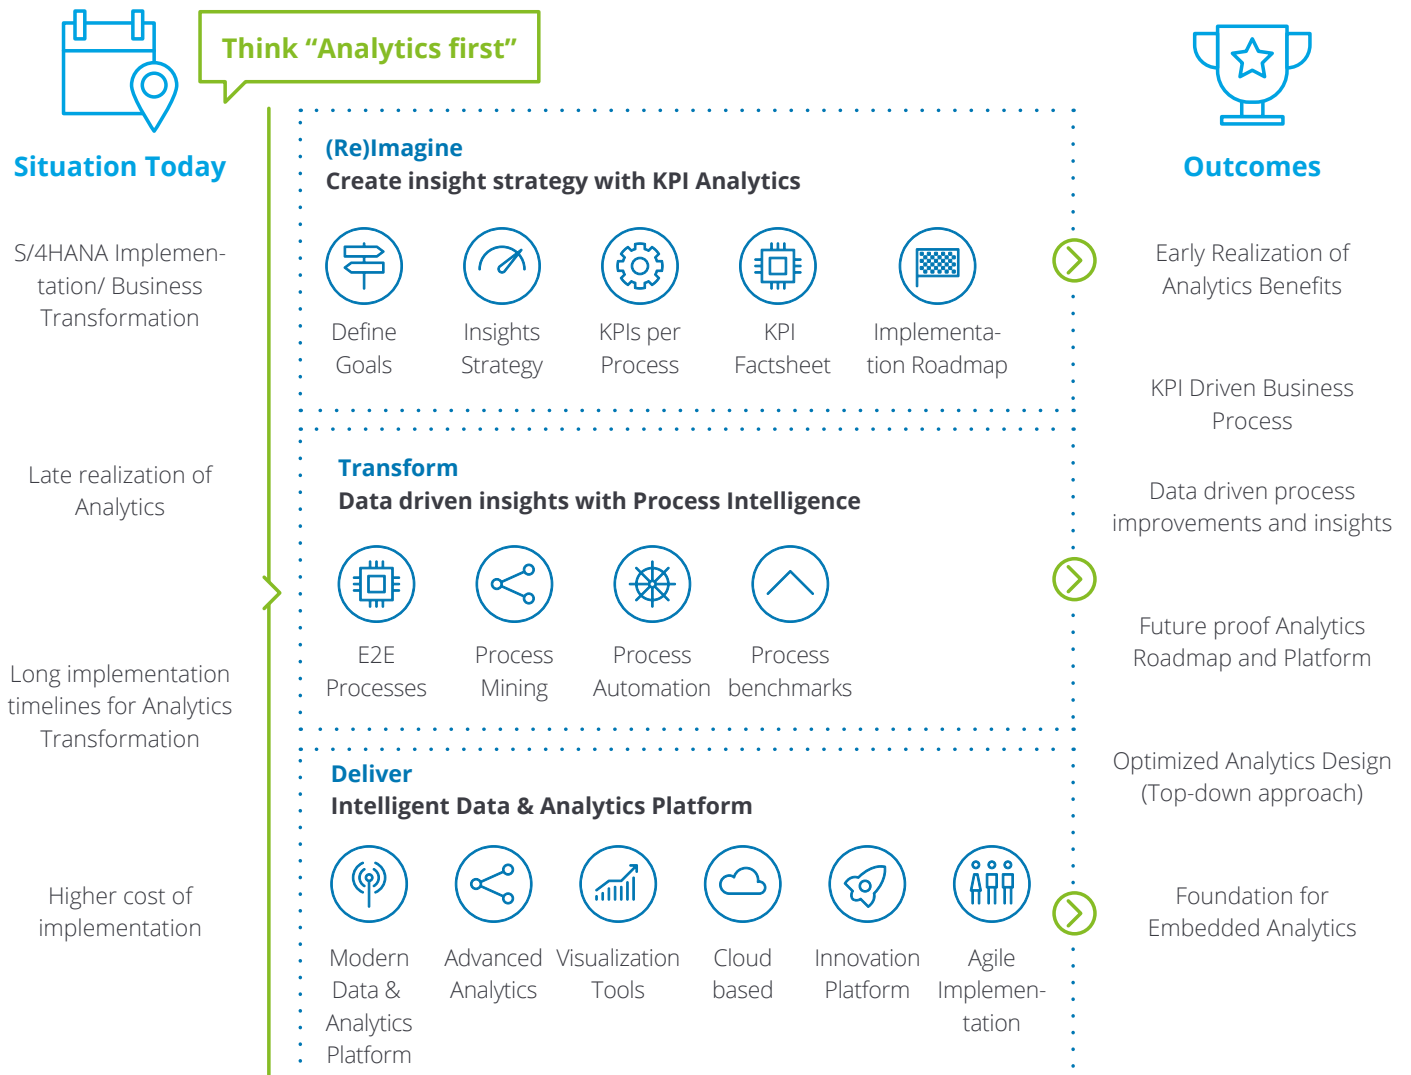 Think “Analytics first”
Situation Today
S/4HANA Implemen-
tation/ Business
Transformation
Late realization of
Analytics
Long implementation
timelines for Analytics
Transformation
Higher cost of
implementation
(Re)Imagine
Create insight strategy with KPI Analytics
Define
Goals
Insights
Strategy
KPIs per
Process
KPI
Factsheet
Implementa-
tion Roadmap
Transform
Data driven insights with Process Intelligence
E2E
Processes
Process
Mining
Process
Automation
Process
benchmarks
Deliver
Intelligent Data & Analytics Platform
Modern
Data &
Analytics
Platform
Advanced
Analytics
Visualization
Tools
Cloud
based
Innovation
Platform
Agile
Implemen-
tation
Outcomes
Early Realization of
Analytics Benefits
KPI Driven Business
Process
Data driven process
improvements and insights
Future proof Analytics
Roadmap and Platform
Optimized Analytics Design
(Top-down approach)
Foundation for
Embedded Analytics